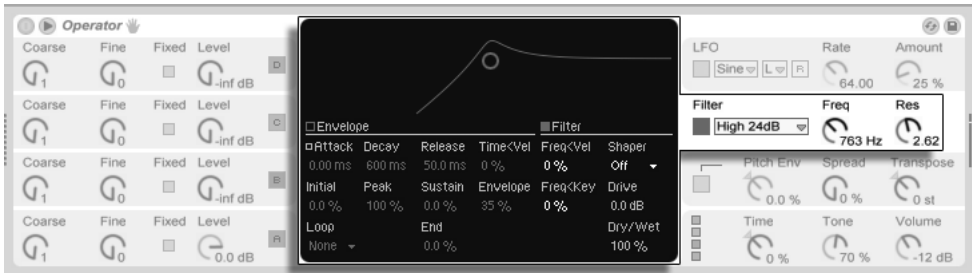 Operator
Coarse Fine Fixed Level
1 0 -inf dB D
Coarse Fine Fixed Level
1 0 -inf dB C
Coarse Fine Fixed Level
1 0 -inf dB B
Coarse Fine Fixed Level
1 0 0.0 dB A
Envelope Filter
Attack Decay Release Time<Vel Freq<Vel Shaper
0.00 ms 600 ms 50.0 ms 0 % 0 % Off
Initial Peak Sustain Envelope Freq<Key Drive
0.0 % 100 % 0.0 % 35 % 0 % 0.0 dB
Loop End Dry/Wet
None 0.0 % 100 %
LFO Rate Amount
Sine L R 64.00 25 %
Filter Freq Res
High 24dB 763 Hz 2.62
Pitch Env Spread Transpose
0.0 % 0 % 0 st
Time Tone Volume
0 % 70 % -12 dB